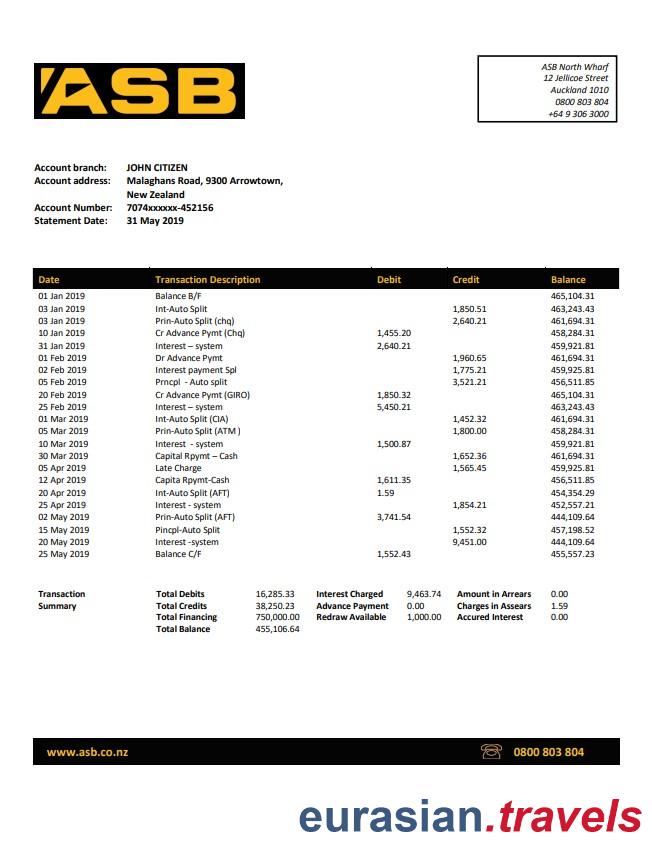 ASB
ASB North Wharf
12 Jellicoe Street
Auckland 1010
0800 803 804
+64 9 306 3000
Account branch: JOHN CITIZEN
Account address: Malaghans Road, 9300 Arrowtown,
New Zealand
Account Number: 7074xxxxxx-452156
Statement Date: 31 May 2019
Date Transaction Description Debit Credit Balance
01 Jan 2019 Balance B/F 465,104.31
03 Jan 2019 Int-Auto Split 1,850.51 463,243.43
03 Jan 2019 Prin-Auto Split (chq) 2,640.21 461,694.31
10 Jan 2019 Cr Advance Pymt (Chq) 1,455.20 458,284.31
31 Jan 2019 Interest – system 2,640.21 459,921.81
01 Feb 2019 Dr Advance Pymt 1,960.65 461,694.31
02 Feb 2019 Interest payment Spl 1,775.21 459,925.81
05 Feb 2019 Prncpl - Auto split 3,521.21 456,511.85
20 Feb 2019 Cr Advance Pymt (GIRO) 1,850.32 465,104.31
25 Feb 2019 Interest – system 5,450.21 463,243.43
01 Mar 2019 Int-Auto Split (CIA) 1,452.32 461,694.31
05 Mar 2019 Prin-Auto Split (ATM ) 1,800.00 458,284.31
10 Mar 2019 Interest - system 1,500.87 459,921.81
30 Mar 2019 Capital Rpymt – Cash 1,652.36 461,694.31
05 Apr 2019 Late Charge 1,565.45 459,925.81
12 Apr 2019 Capita Rpymt-Cash 1,611.35 456,511.85
20 Apr 2019 Int-Auto Split (AFT) 1.59 454,354.29
25 Apr 2019 Interest - system 1,854.21 452,557.21
02 May 2019 Prin-Auto Split (AFT) 3,741.54 444,109.64
15 May 2019 Pincpl-Auto Split 1,552.32 457,198.52
20 May 2019 Interest -system 9,451.00 444,109.64
25 May 2019 Balance C/F 1,552.43 455,557.23
Transaction Total Debits 16,285.33 Interest Charged 9,463.74 Amount in Arrears 0.00
Summary Total Credits 38,250.23 Advance Payment 0.00 Charges in Assears 1.59
Total Financing 750,000.00 Redraw Available 1,000.00 Accured Interest 0.00
Total Balance 455,106.64
www.asb.co.nz 0800 803 804
eurasian.travels